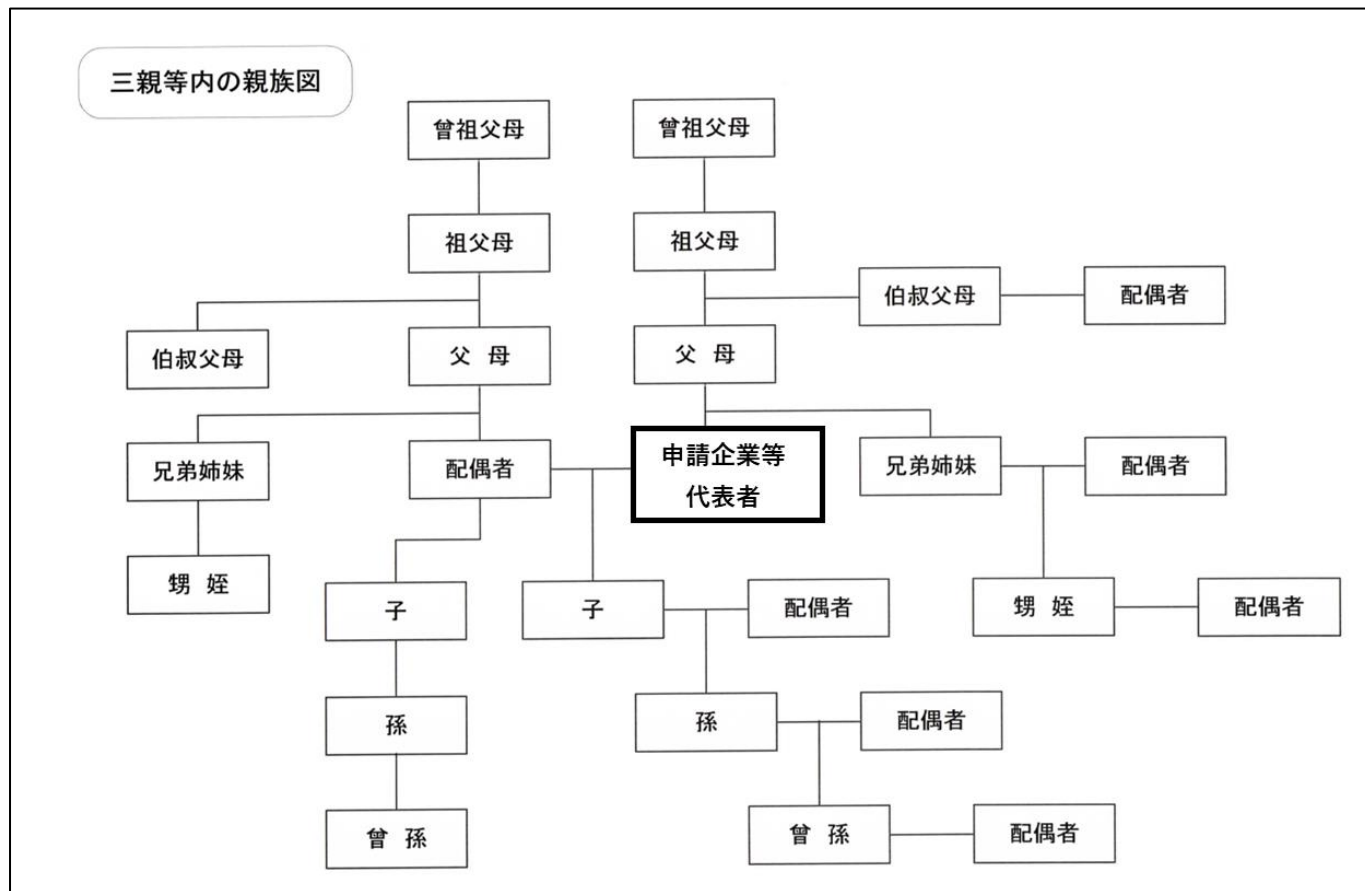 三親等内の親族図
曾祖父母
曾祖父母
祖父母
祖父母
伯叔父母
配偶者
伯叔父母
父 母
父 母
兄弟姉妹
配偶者
申請企業等
代表者
兄弟姉妹
配偶者
甥 姪
子
子
配偶者
甥 姪
配偶者
孫
孫
配偶者
曾 孫
曾 孫
配偶者